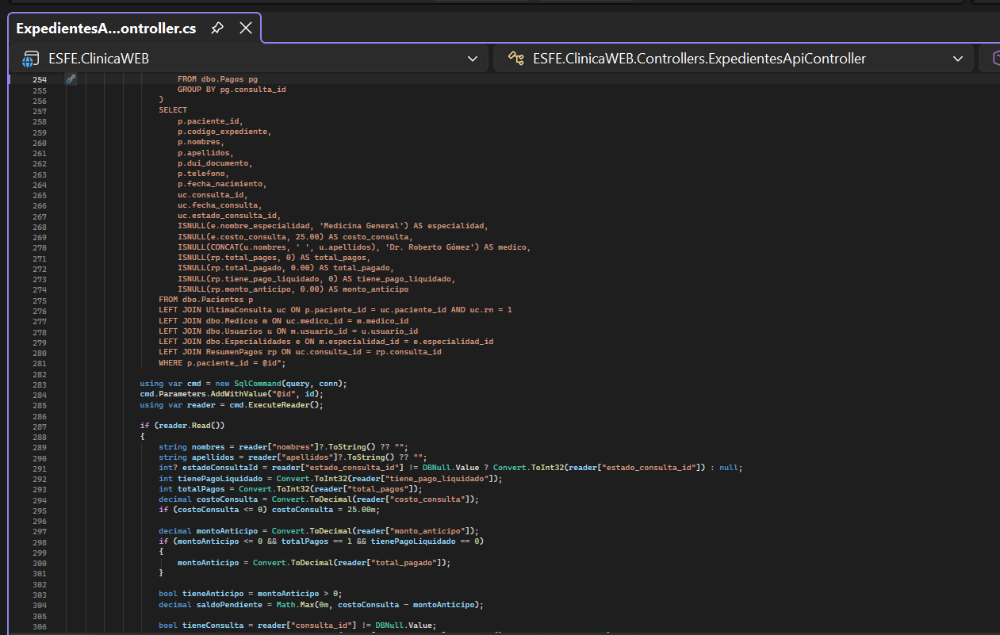 ExpedientesA...ontroller.cs
ESFE.ClinicaWEB
ESFE.ClinicaWEB.Controllers.ExpedientesApiController
254 FROM dbo.Pagos pg
255 GROUP BY pg.consulta_id
256 )
257 SELECT
258 p.paciente_id,
259 p.codigo_expediente,
260 p.nombres,
261 p.apellidos,
262 p.dui_documento,
263 p.telefono,
264 p.fecha_nacimiento,
265 uc.consulta_id,
266 uc.fecha_consulta,
267 uc.estado_consulta_id,
268 ISNULL(e.nombre_especialidad, 'Medicina General') AS especialidad,
269 ISNULL(e.costo_consulta, 25.00) AS costo_consulta,
270 ISNULL(CONCAT(u.nombres, ' ', u.apellidos), 'Dr. Roberto Gómez') AS medico,
271 ISNULL(rp.total_pagos, 0) AS total_pagos,
272 ISNULL(rp.total_pagado, 0.00) AS total_pagado,
273 ISNULL(rp.tiene_pago_liquidado, 0) AS tiene_pago_liquidado,
274 ISNULL(rp.monto_anticipo, 0.00) AS monto_anticipo
275 FROM dbo.Pacientes p
276 LEFT JOIN UltimaConsulta uc ON p.paciente_id = uc.paciente_id AND uc.rn = 1
277 LEFT JOIN dbo.Medicos m ON uc.medico_id = m.medico_id
278 LEFT JOIN dbo.Usuarios u ON m.usuario_id = u.usuario_id
279 LEFT JOIN dbo.Especialidades e ON m.especialidad_id = e.especialidad_id
280 LEFT JOIN ResumenPagos rp ON uc.consulta_id = rp.consulta_id
281 WHERE p.paciente_id = @id";
282
283 using var cmd = new SqlCommand(query, conn);
284 cmd.Parameters.AddWithValue("@id", id);
285 using var reader = cmd.ExecuteReader();
286
287 if (reader.Read())
288 {
289 string nombres = reader["nombres"]?.ToString() ?? "";
290 string apellidos = reader["apellidos"]?.ToString() ?? "";
291 int? estadoConsultaId = reader["estado_consulta_id"] != DBNull.Value ? Convert.ToInt32(reader["estado_consulta_id"]) : null;
292 int tienePagoLiquidado = Convert.ToInt32(reader["tiene_pago_liquidado"]);
293 int totalPagos = Convert.ToInt32(reader["total_pagos"]);
294 decimal costoConsulta = Convert.ToDecimal(reader["costo_consulta"]);
295 if (costoConsulta <= 0) costoConsulta = 25.00m;
296
297 decimal montoAnticipo = Convert.ToDecimal(reader["monto_anticipo"]);
298 if (montoAnticipo <= 0 && totalPagos == 1 && tienePagoLiquidado == 0)
299 {
300 montoAnticipo = Convert.ToDecimal(reader["total_pagado"]);
301 }
302
303 bool tieneAnticipo = montoAnticipo > 0;
304 decimal saldoPendiente = Math.Max(0m, costoConsulta - montoAnticipo);
305
306 bool tieneConsulta = reader["consulta_id"] != DBNull.Value;